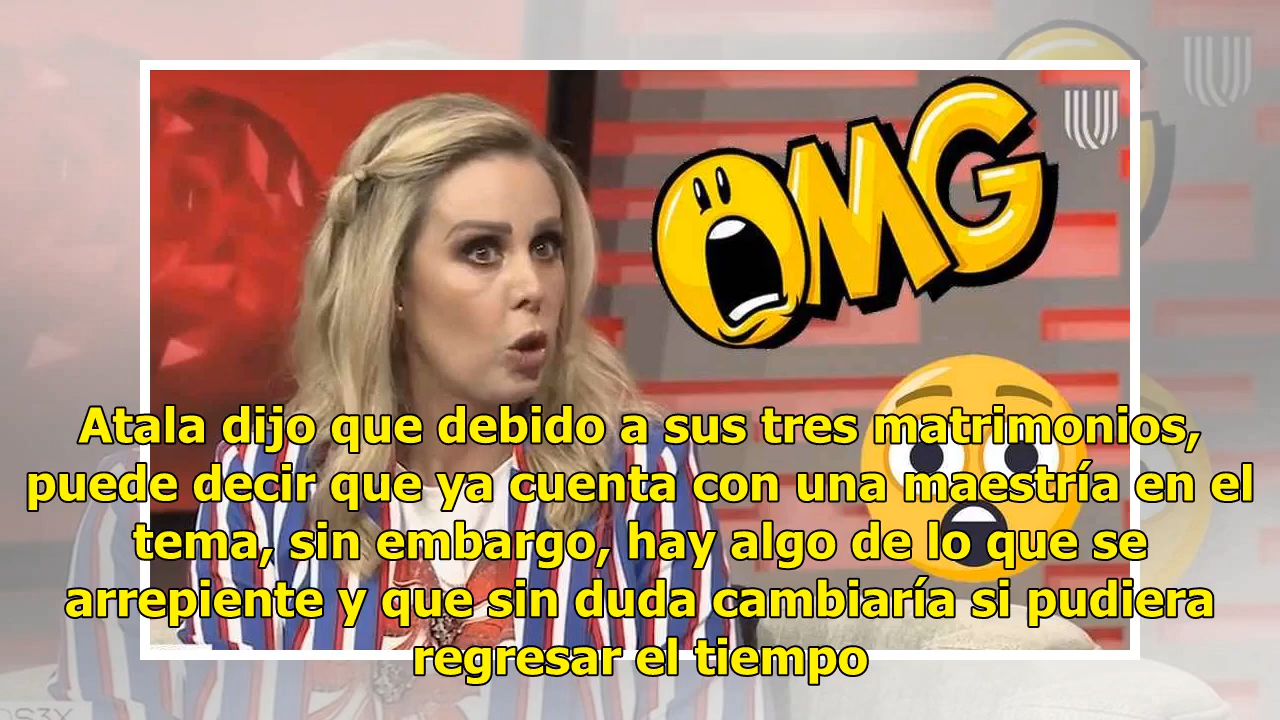 OMG
Atala dijo que debido a sus tres matrimonios,
puede decir que ya cuenta con una maestría en el
tema, sin embargo, hay algo de lo que se
arrepiente y que sin duda cambiaría si pudiera
regresar el tiempo